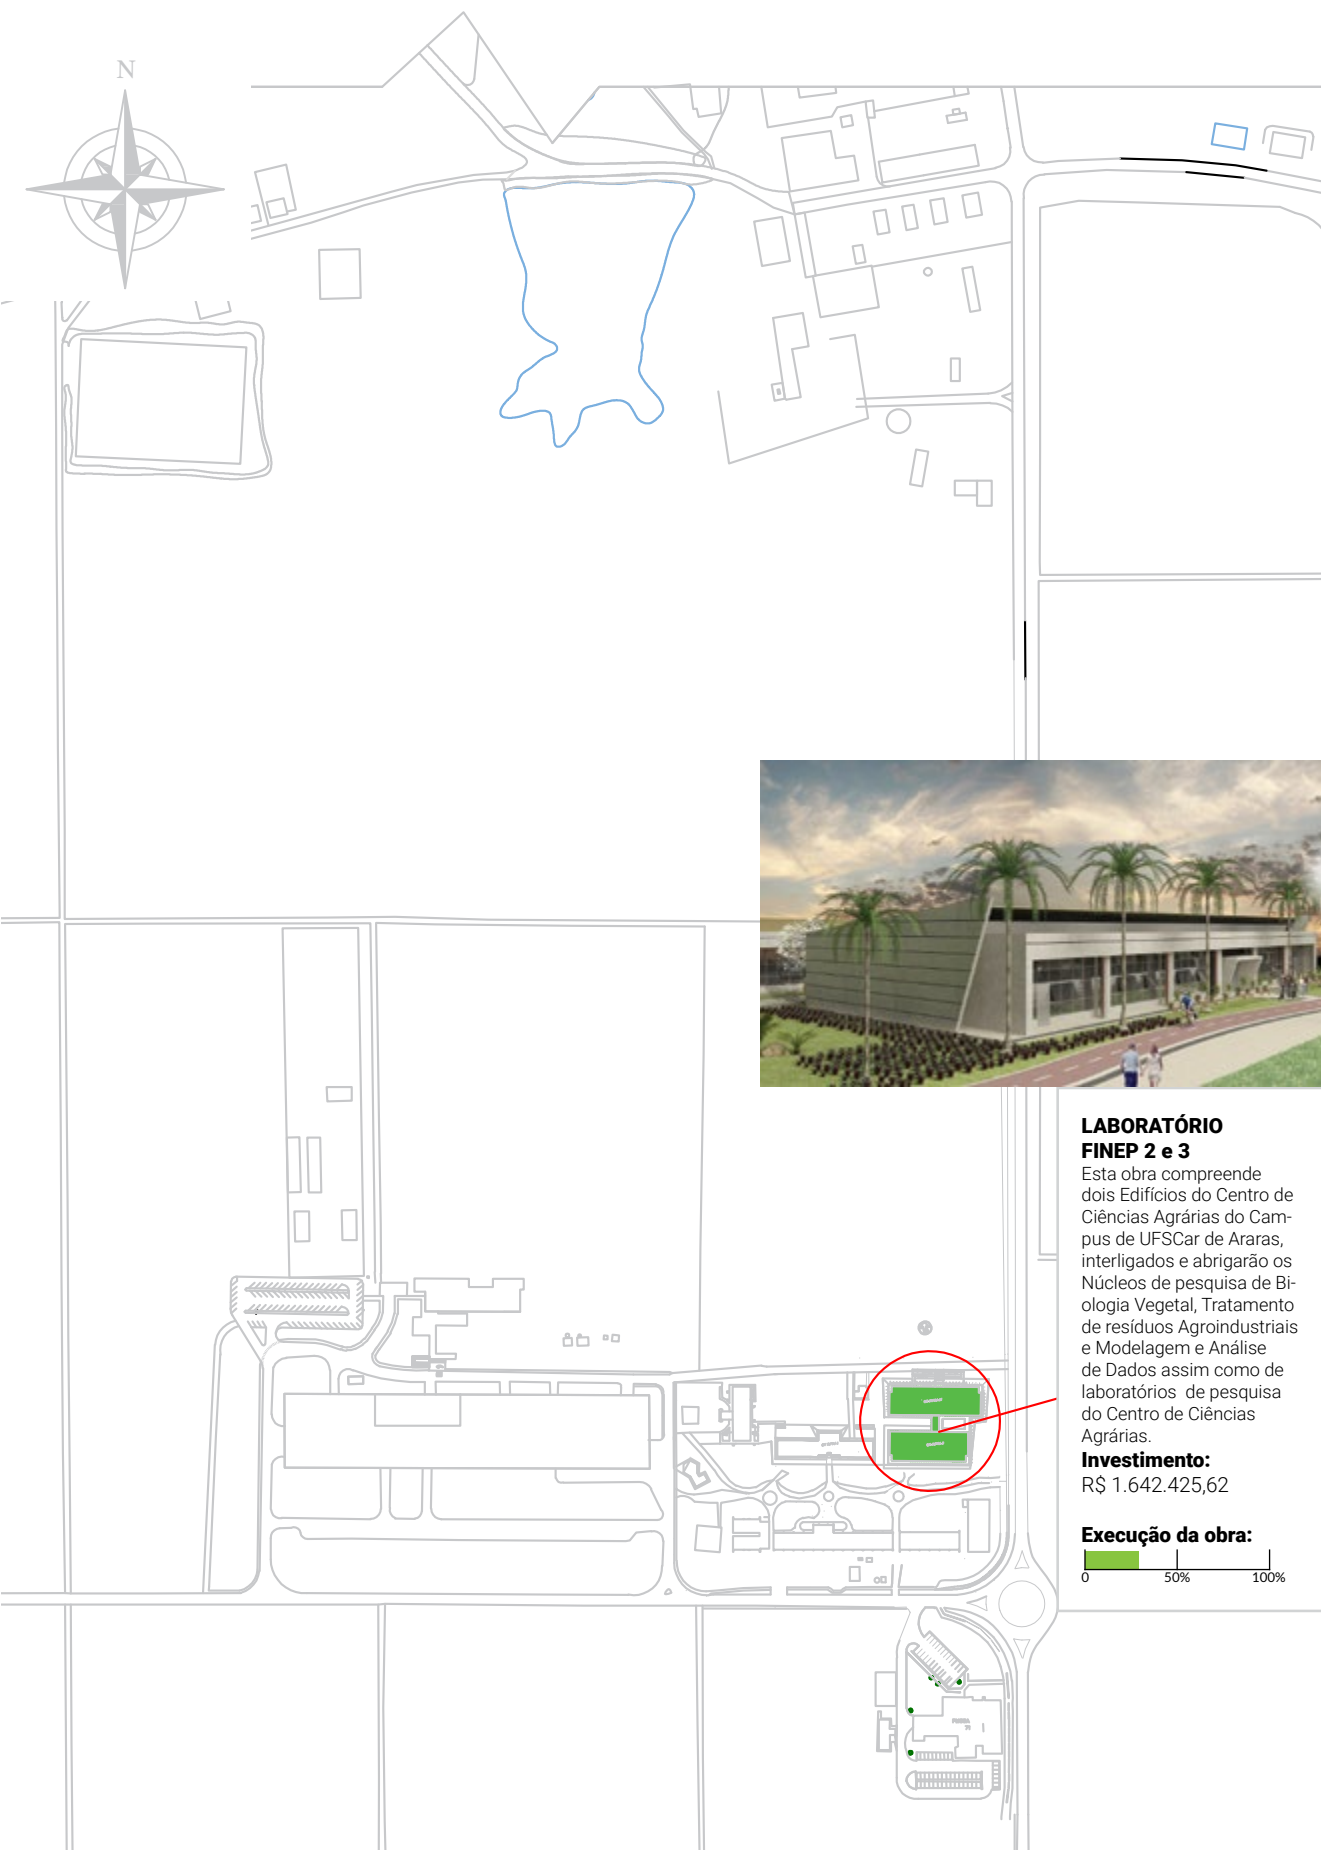 N
LABORATÓRIO
FINEP 2 e 3
Esta obra compreende
dois Edifícios do Centro de
Ciências Agrárias do Cam-
pus de UFSCar de Araras,
interligados e abrigarão os
Núcleos de pesquisa de Bi-
ologia Vegetal, Tratamento
de resíduos Agroindustriais
e Modelagem e Análise
de Dados assim como de
laboratórios  de pesquisa
do Centro de Ciências
Agrárias.
Investimento:
R$ 1.642.425,62
Execução da obra:
0 50% 100%